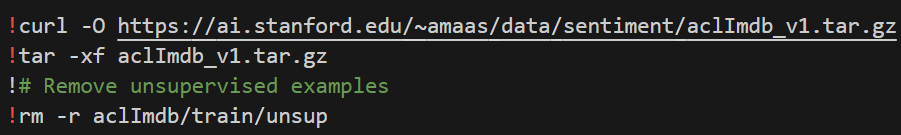 !curl -O https://ai.stanford.edu/~amaas/data/sentiment/aclImdb_v1.tar.gz
!tar -xf aclImdb_v1.tar.gz
!# Remove unsupervised examples
!rm -r aclImdb/train/unsup